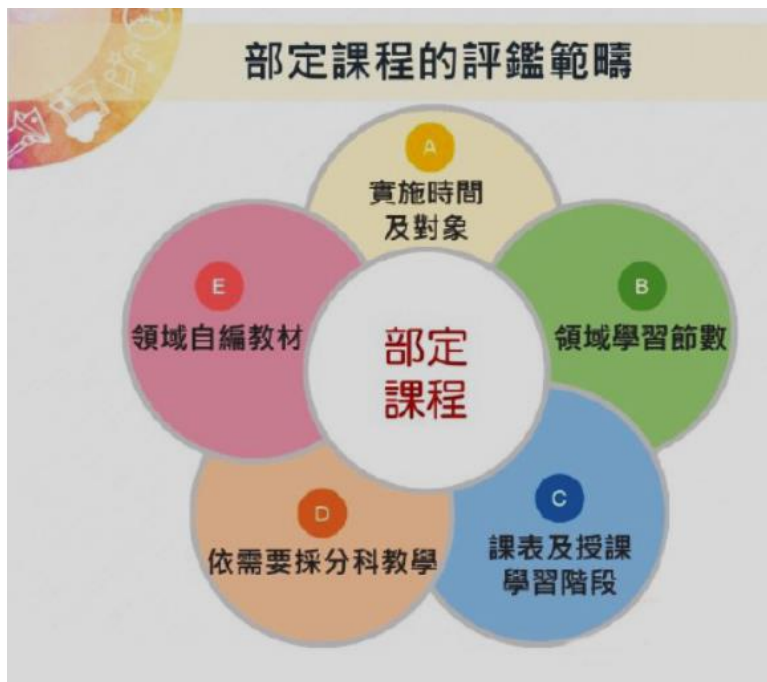 部定課程的評鑑範疇
A
實施時間
及對象
B
領域學習節數
C
課表及授課
學習階段
D
依需要採分科教學
E
領域自編教材
部定
課程